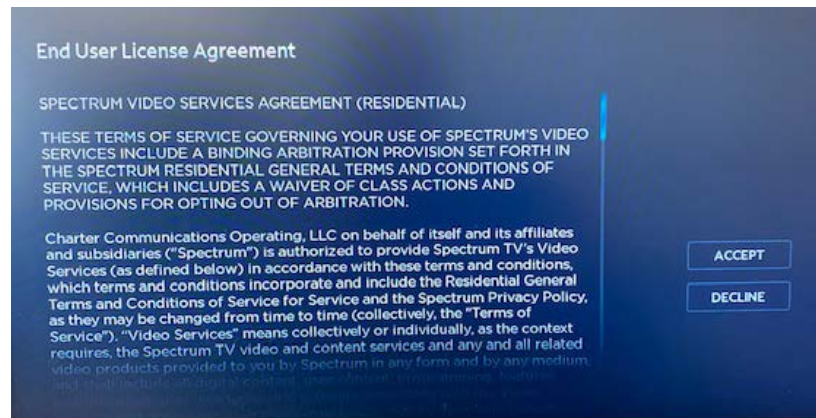 End User License Agreement
SPECTRUM VIDEO SERVICES AGREEMENT (RESIDENTIAL)
THESE TERMS OF SERVICE GOVERNING YOUR USE OF SPECTRUM'S VIDEO
SERVICES INCLUDE A BINDING ARBITRATION PROVISION SET FORTH IN
THE SPECTRUM RESIDENTIAL GENERAL TERMS AND CONDITIONS OF
SERVICE, WHICH INCLUDES A WAIVER OF CLASS ACTIONS AND
PROVISIONS FOR OPTING OUT OF ARBITRATION.
Charter Communications Operating, LLC on behalf of itself and its affiliates
and subsidiaries ("Spectrum") is authorized to provide Spectrum TV's Video
Services (as defined below) in accordance with these terms and conditions,
which terms and conditions incorporate and include the Residential General
Terms and Conditions of Service for Service and the Spectrum Privacy Policy,
as they may be changed from time to time (collectively, the "Terms of
Service"). "Video Services" means collectively or individually, as the context
requires, the Spectrum TV video and content services and any and all related
video products provided to you by Spectrum in any form and by any medium,
and shall include all digital content,
ACCEPT
DECLINE